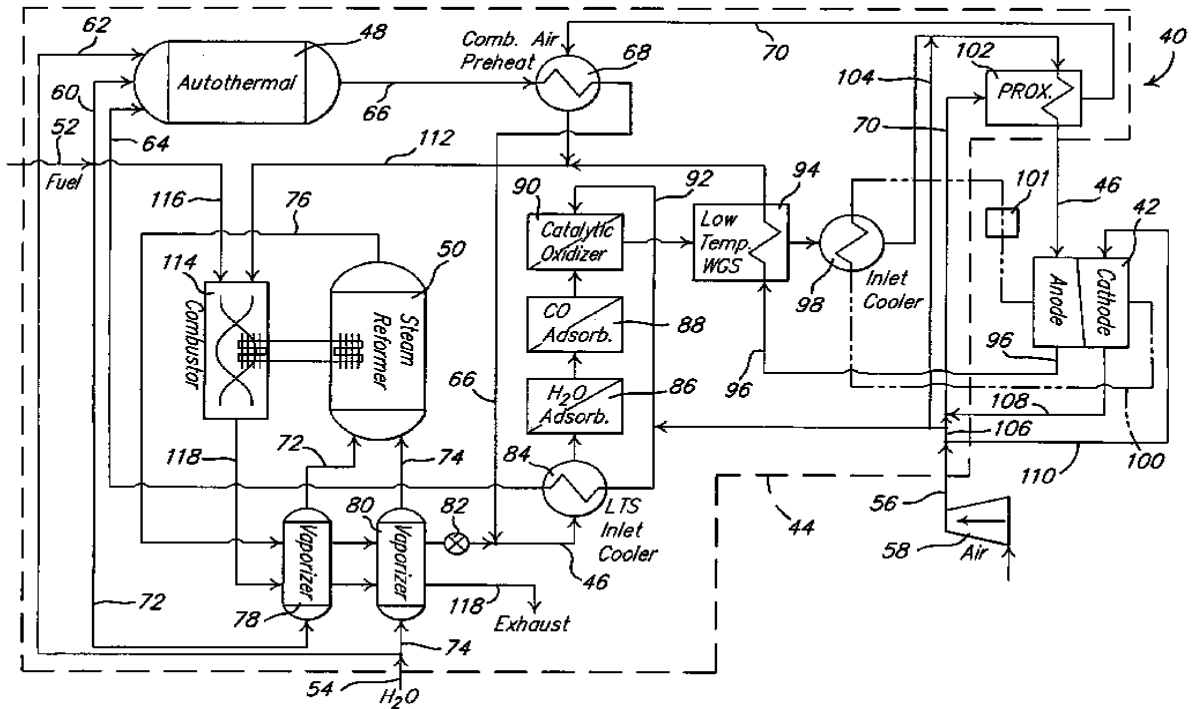 62
48
Comb. Air
Preheat
68
70
102
40
104
Autothermal
PROX.
60
66
70
52
64
112
Fuel
116
76
90
92
94
101
46
42
Catalytic
Oxidizer
Low
Temp.
WGS
114
50
98
Inlet
Cooler
Anode
Cathode
Combustor
Steam
Reformer
CO
Adsorb.
88
96
96
66
H2O
Adsorb.
86
108
106
100
118
72
74
84
110
80
82
LTS
Inlet
Cooler
44
56
58
Air
Vaporizer
Vaporizer
46
72
78
118
Exhaust
74
54
H2O